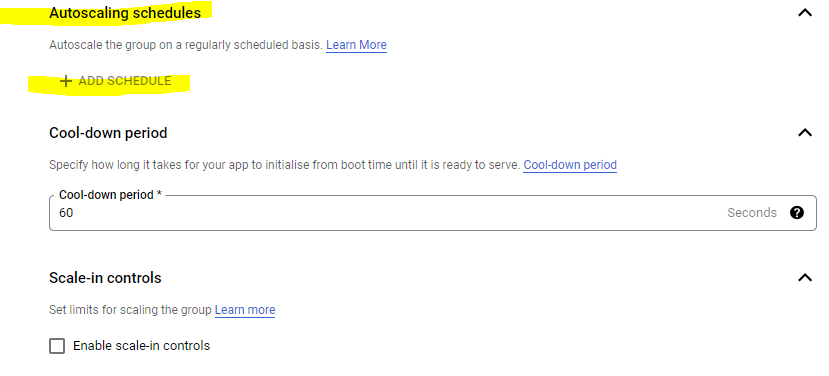 Autoscaling schedules
Autoscale the group on a regularly scheduled basis. Learn More
+ ADD SCHEDULE
Cool-down period
Specify how long it takes for your app to initialise from boot time until it is ready to serve. Cool-down period
Cool-down period *
60 Seconds ?
Scale-in controls
Set limits for scaling the group Learn more
Enable scale-in controls